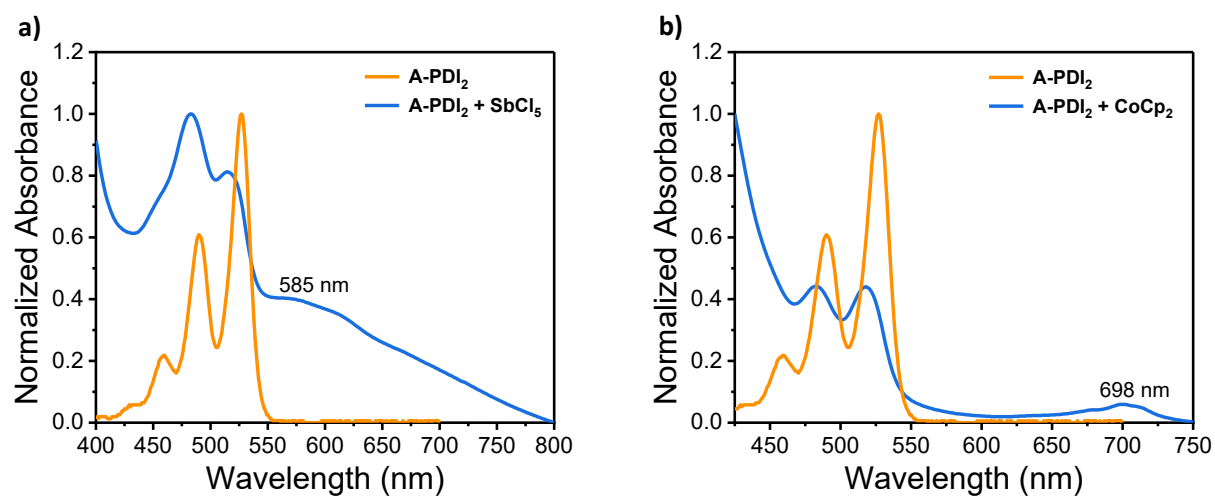 a)
A-PDI₂
A-PDI₂ + SbCl₅
585 nm
1.2
1.0
0.8
0.6
0.4
0.2
0.0
Normalized Absorbance
400 450 500 550 600 650 700 750 800
Wavelength (nm)
b)
A-PDI₂
A-PDI₂ + CoCp₂
698 nm
1.2
1.0
0.8
0.6
0.4
0.2
0.0
Normalized Absorbance
450 500 550 600 650 700 750
Wavelength (nm)